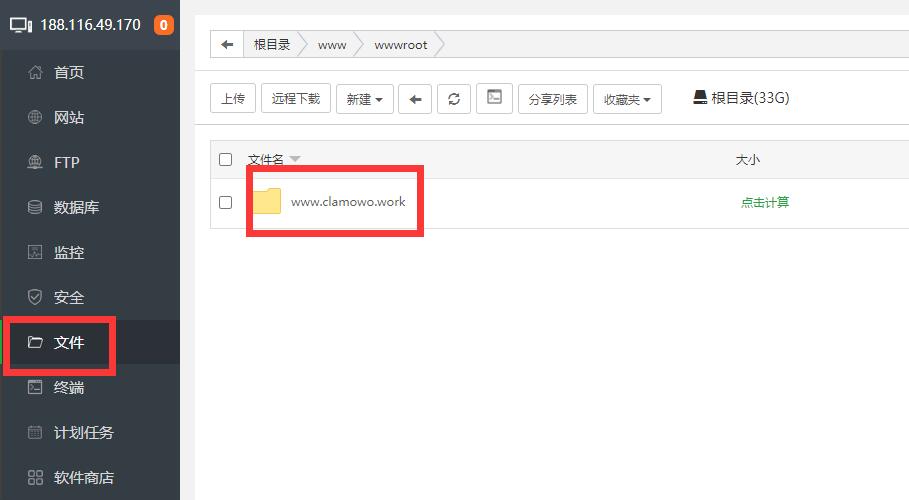 188.116.49.170 0
首页
网站
FTP
数据库
监控
安全
文件
终端
计划任务
软件商店
根目录 www wwwroot
上传 远程下载 新建 分享列表 收藏夹 根目录(33G)
文件名 大小
www.clamowo.work 点击计算